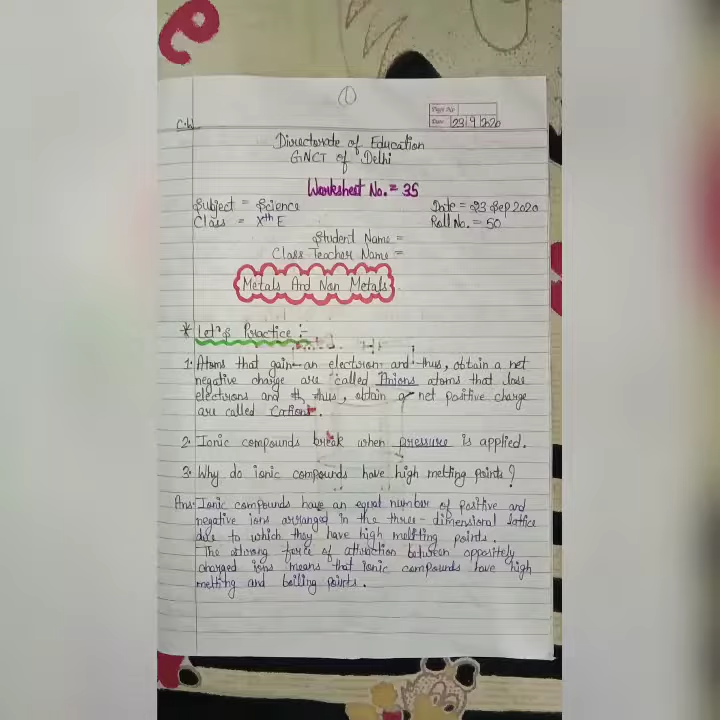 1
C.W
Page No
Date 23/9/2020
Directorate of Education
GNCT of Delhi
Worksheet No. = 35
Subject = Science Date = 23 Sep 2020
Class = Xth E Roll No. = 50
Student Name =
Class Teacher Name =
Metals And Non Metals
* Let's Practice :-
1. Atoms that gain an electron and thus, obtain a net
negative charge are called Anions atoms that lose
electrons and th thus, obtain a net positive charge
are called Cations.
2. Ionic compounds break when pressure is applied.
3. Why do ionic compounds have high melting points?
Ans. Ionic compounds have an equal number of positive and
negative ions arranged in the three-dimensional lattice
due to which they have high melting points.
- The strong force of attraction between oppositely
charged ions means that ionic compounds have high
melting and boiling points.